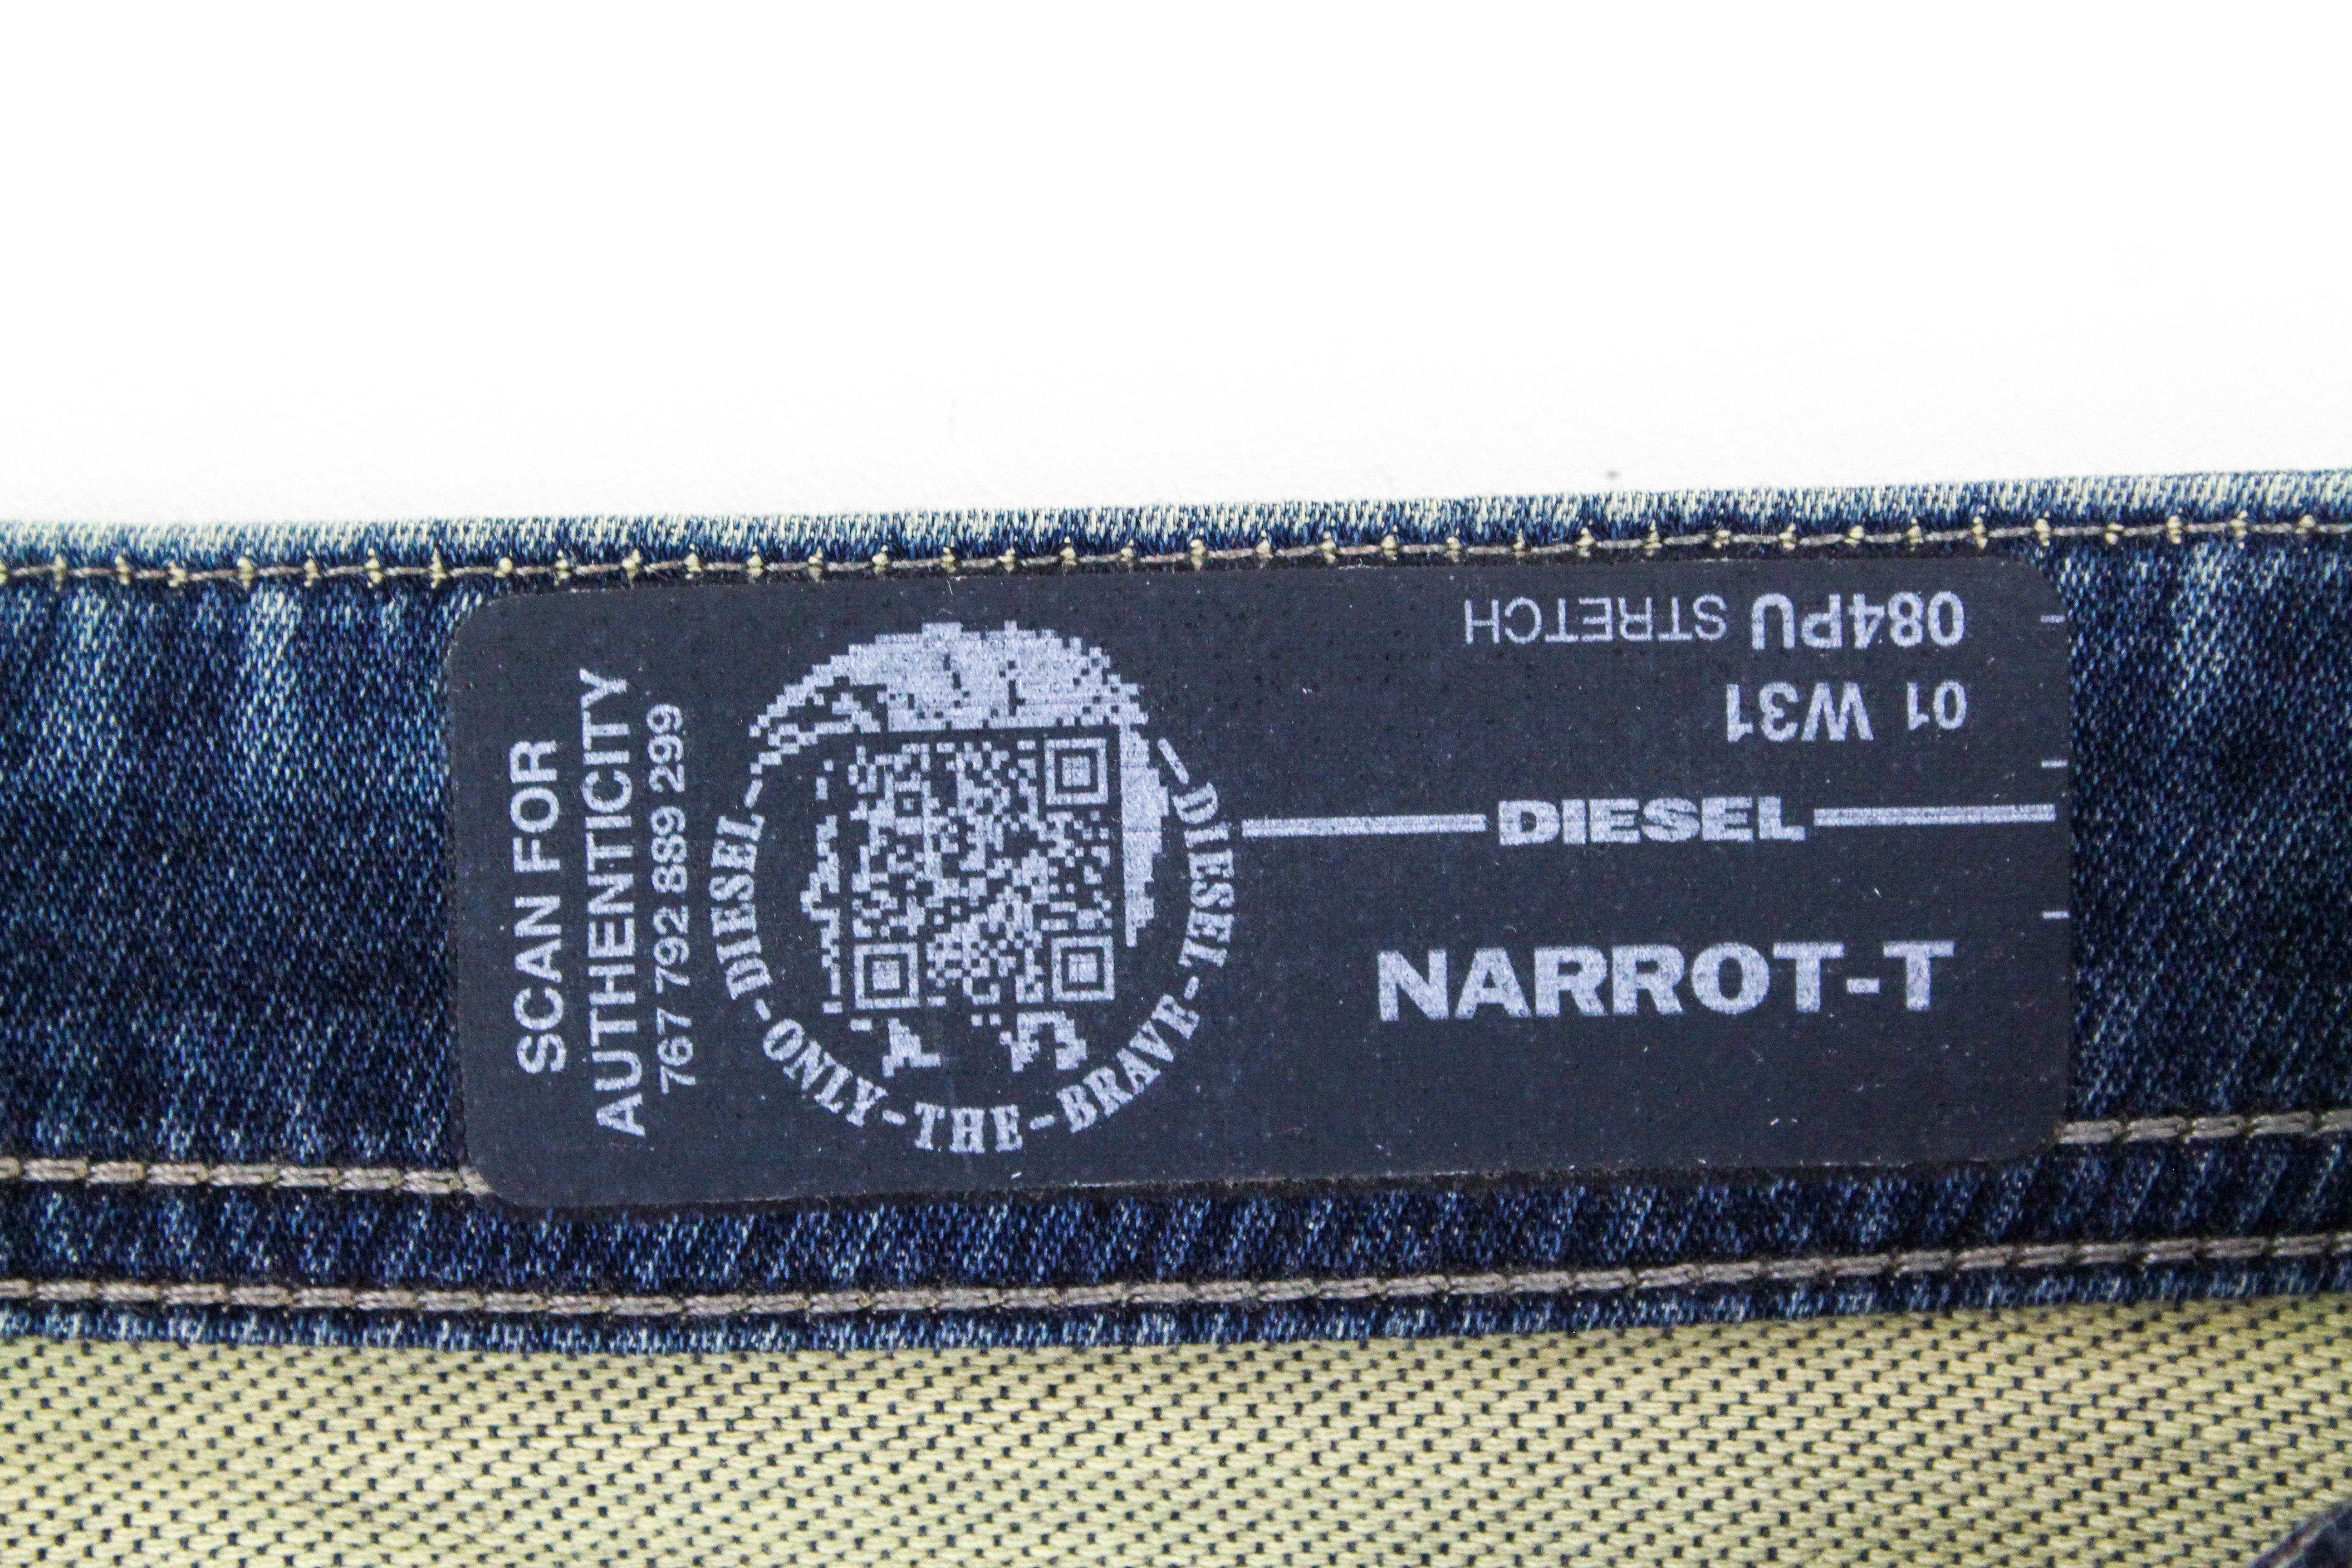 SCAN FOR
AUTHENTICITY
767 792 889 299
DIESEL-ONLY-THE-BRAVE-DIESEL
084PU STRETCH
01 W31
DIESEL
NARROT-T